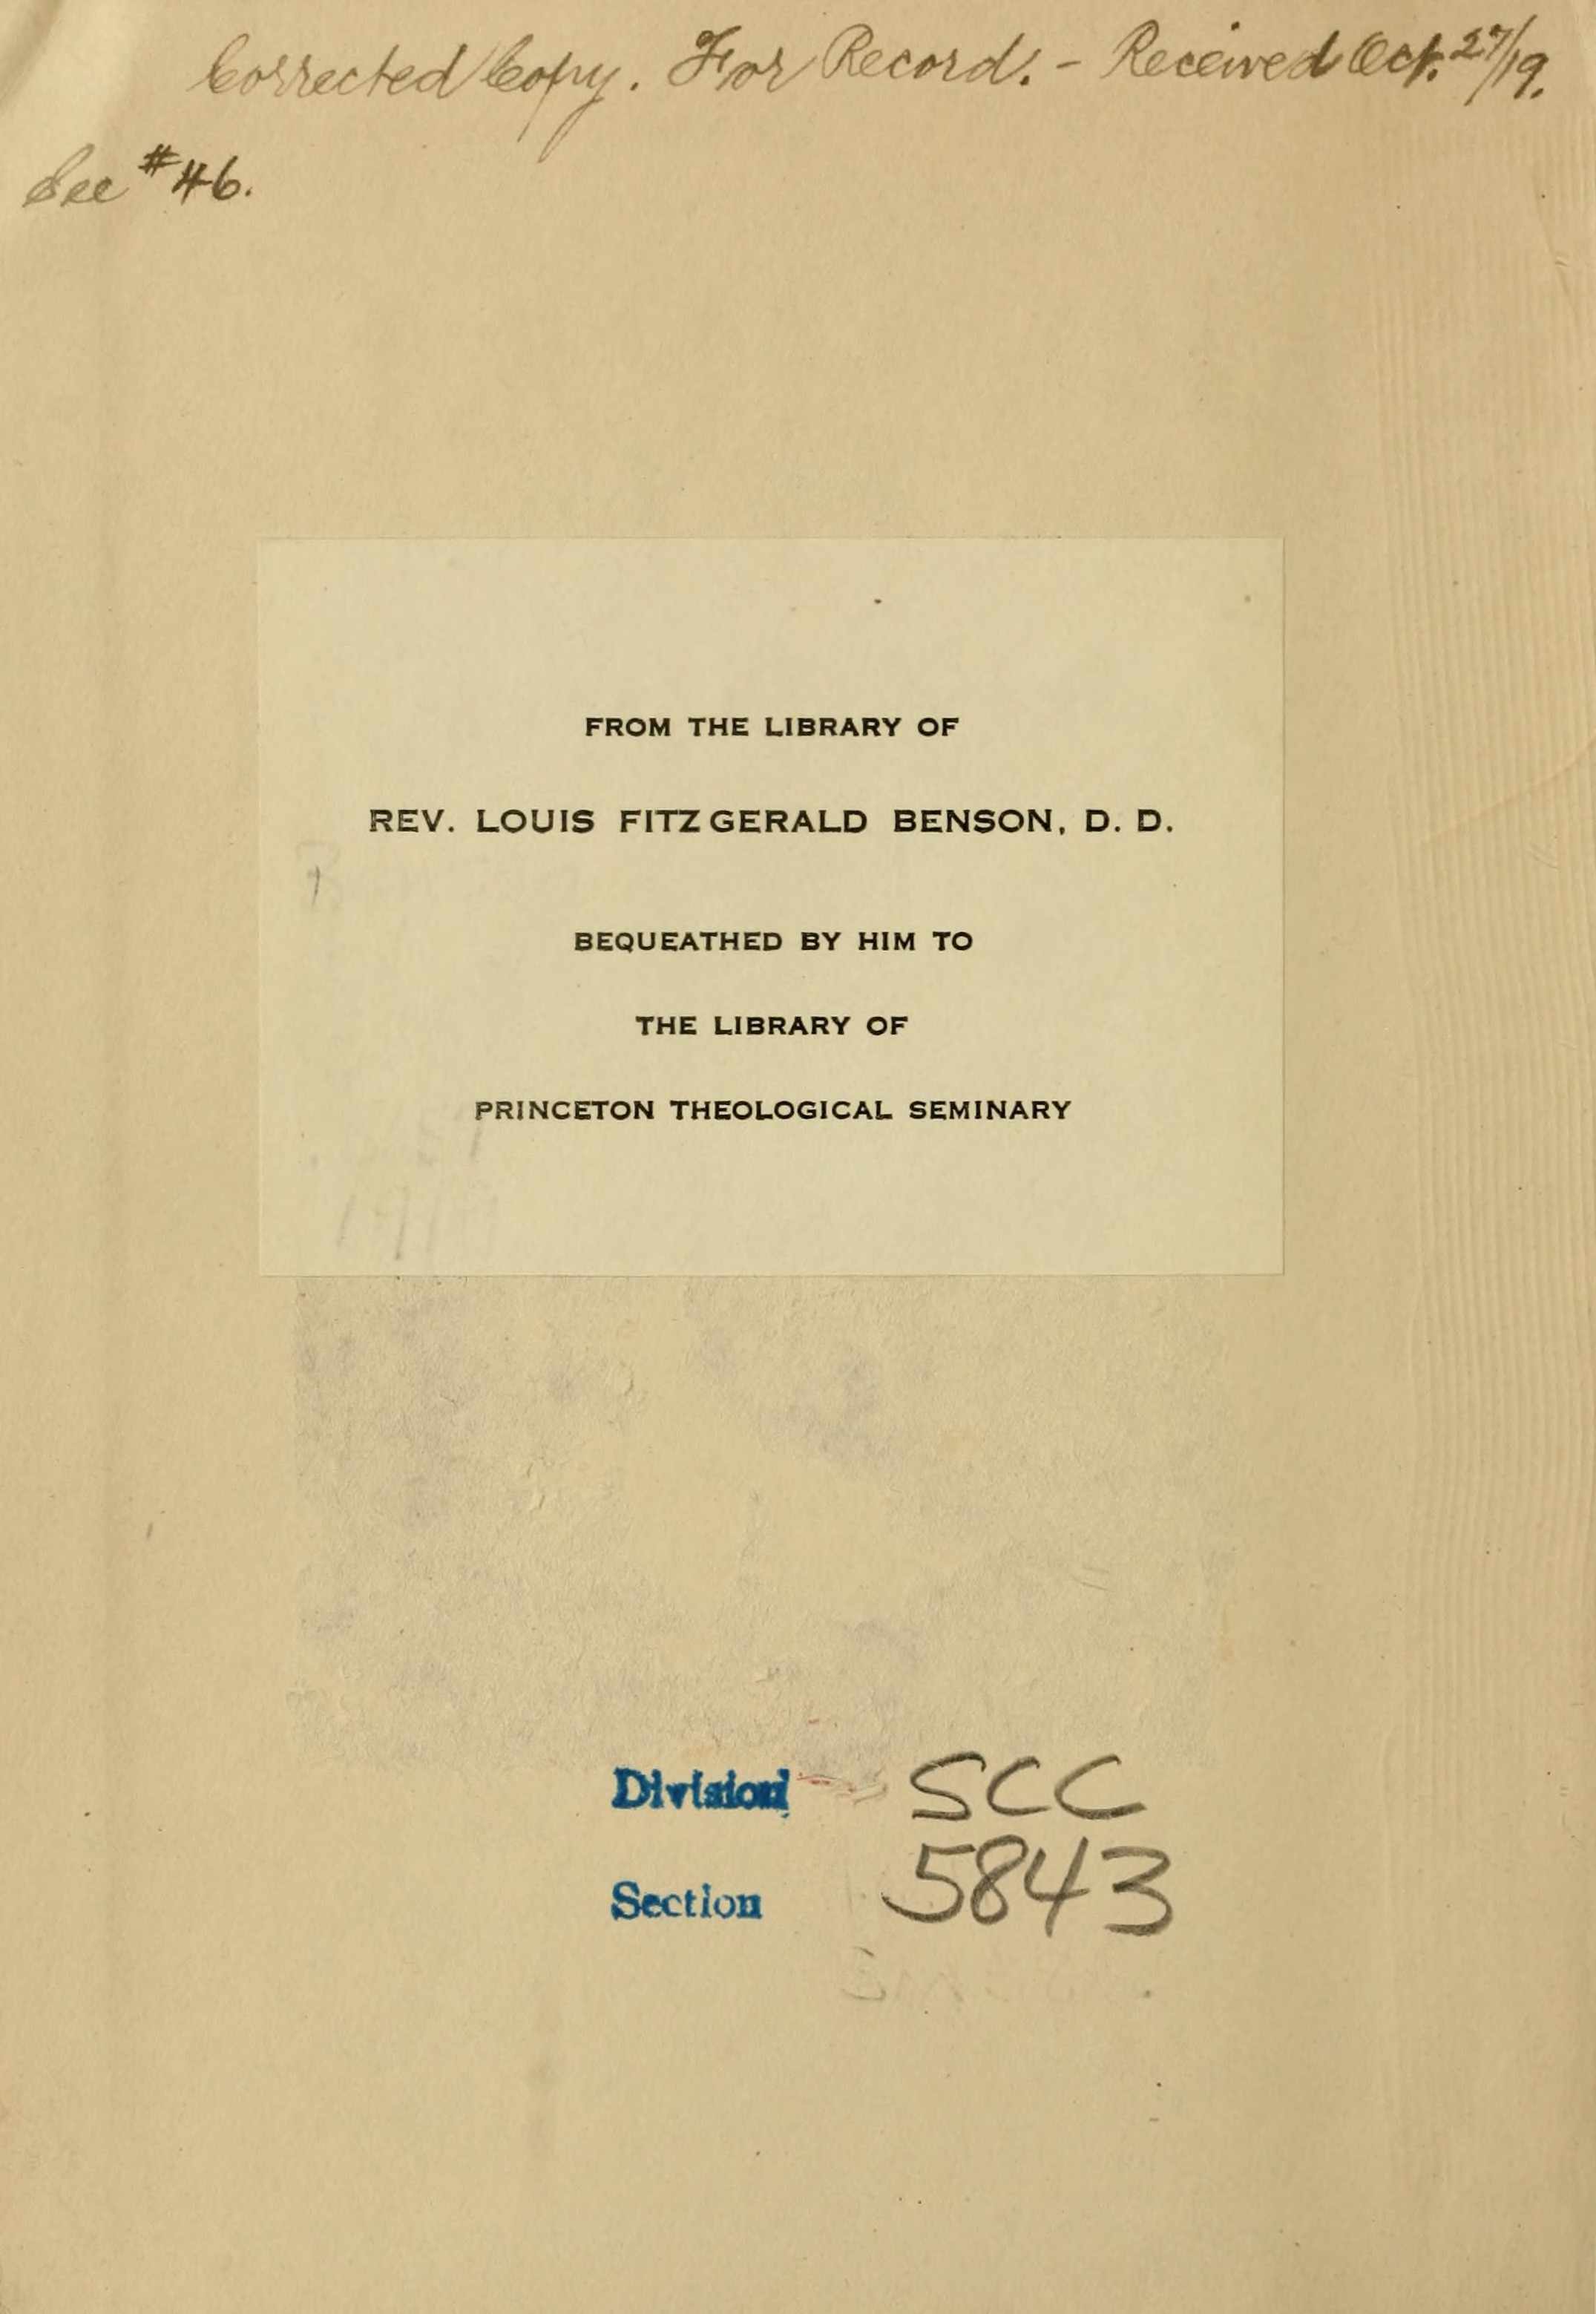 Corrected Copy. For Record. - Received Oct. 27/19.
See #46.
FROM THE LIBRARY OF
REV. LOUIS FITZGERALD BENSON, D. D.
BEQUEATHED BY HIM TO
THE LIBRARY OF
PRINCETON THEOLOGICAL SEMINARY
Division SCC
Section 5843